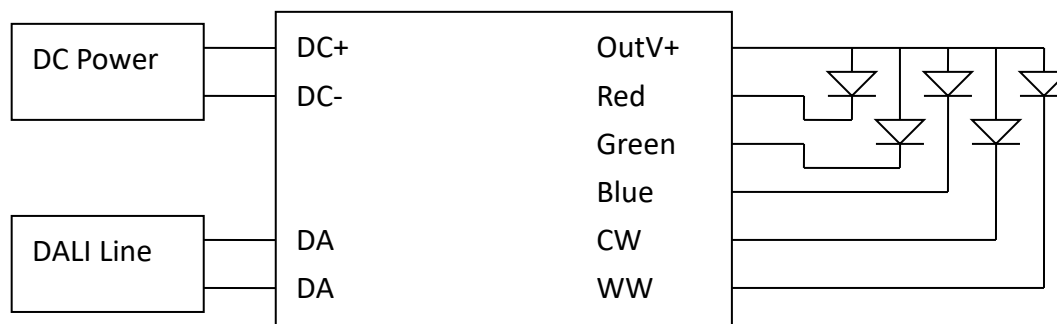 DC Power
DC+
DC-
DALI Line
DA
DA
OutV+
Red
Green
Blue
CW
WW